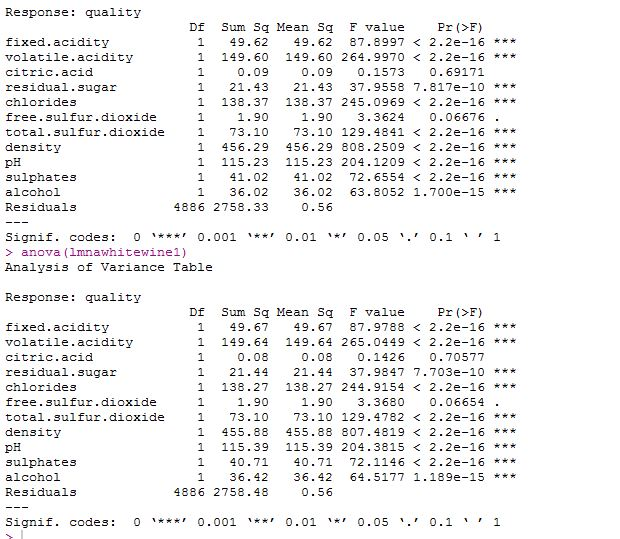 Response: quality
Df Sum Sq Mean Sq F value Pr(>F)
fixed.acidity 1 49.62 49.62 87.8997 < 2.2e-16 ***
volatile.acidity 1 149.60 149.60 264.9970 < 2.2e-16 ***
citric.acid 1 0.09 0.09 0.1573 0.69171
residual.sugar 1 21.43 21.43 37.9558 7.817e-10 ***
chlorides 1 138.37 138.37 245.0969 < 2.2e-16 ***
free.sulfur.dioxide 1 1.90 1.90 3.3624 0.06676 .
total.sulfur.dioxide 1 73.10 73.10 129.4841 < 2.2e-16 ***
density 1 456.29 456.29 808.2509 < 2.2e-16 ***
pH 1 115.23 115.23 204.1209 < 2.2e-16 ***
sulphates 1 41.02 41.02 72.6554 < 2.2e-16 ***
alcohol 1 36.02 36.02 63.8052 1.700e-15 ***
Residuals 4886 2758.33 0.56
---
Signif. codes: 0 ‘***’ 0.001 ‘**’ 0.01 ‘*’ 0.05 ‘.’ 0.1 ‘ ’ 1
> anova(lmnawhitewine1)
Analysis of Variance Table
Response: quality
Df Sum Sq Mean Sq F value Pr(>F)
fixed.acidity 1 49.67 49.67 87.9788 < 2.2e-16 ***
volatile.acidity 1 149.64 149.64 265.0449 < 2.2e-16 ***
citric.acid 1 0.08 0.08 0.1426 0.70577
residual.sugar 1 21.44 21.44 37.9847 7.703e-10 ***
chlorides 1 138.27 138.27 244.9154 < 2.2e-16 ***
free.sulfur.dioxide 1 1.90 1.90 3.3680 0.06654 .
total.sulfur.dioxide 1 73.10 73.10 129.4782 < 2.2e-16 ***
density 1 455.88 455.88 807.4819 < 2.2e-16 ***
pH 1 115.39 115.39 204.3815 < 2.2e-16 ***
sulphates 1 40.71 40.71 72.1146 < 2.2e-16 ***
alcohol 1 36.42 36.42 64.5177 1.189e-15 ***
Residuals 4886 2758.48 0.56
---
Signif. codes: 0 ‘***’ 0.001 ‘**’ 0.01 ‘*’ 0.05 ‘.’ 0.1 ‘ ’ 1
>